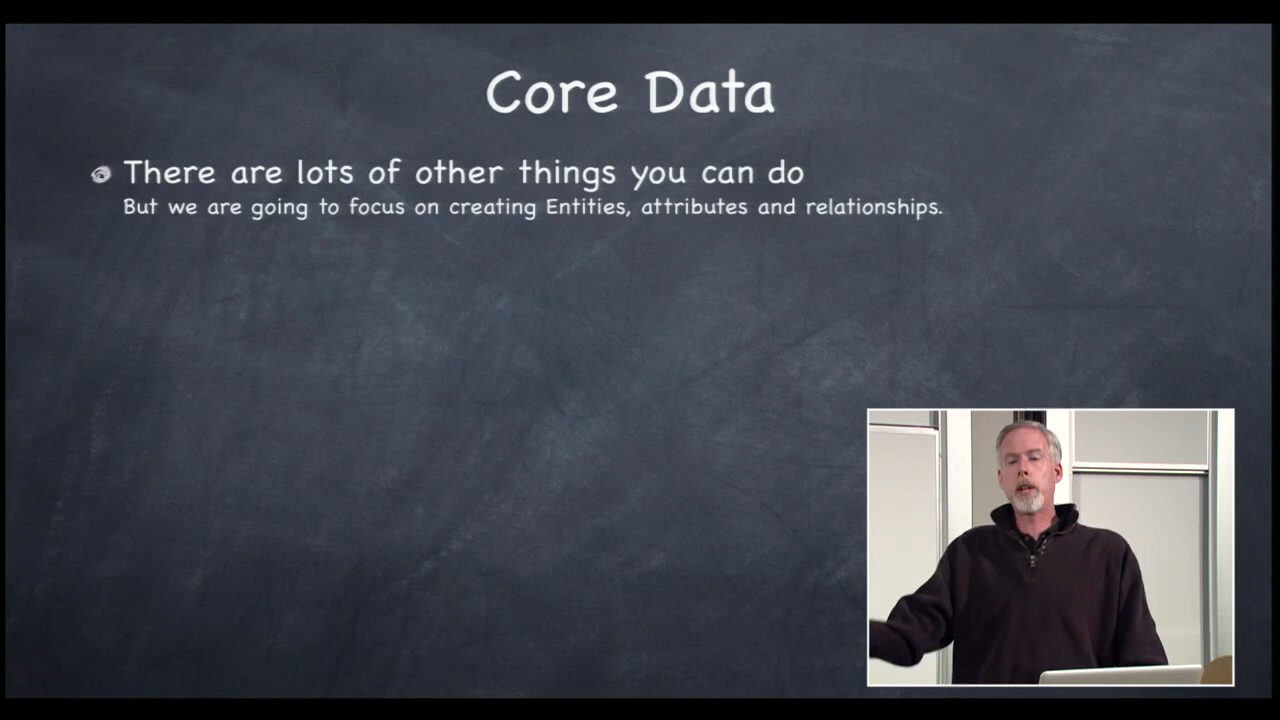 Core Data
There are lots of other things you can do
But we are going to focus on creating Entities, attributes and relationships.